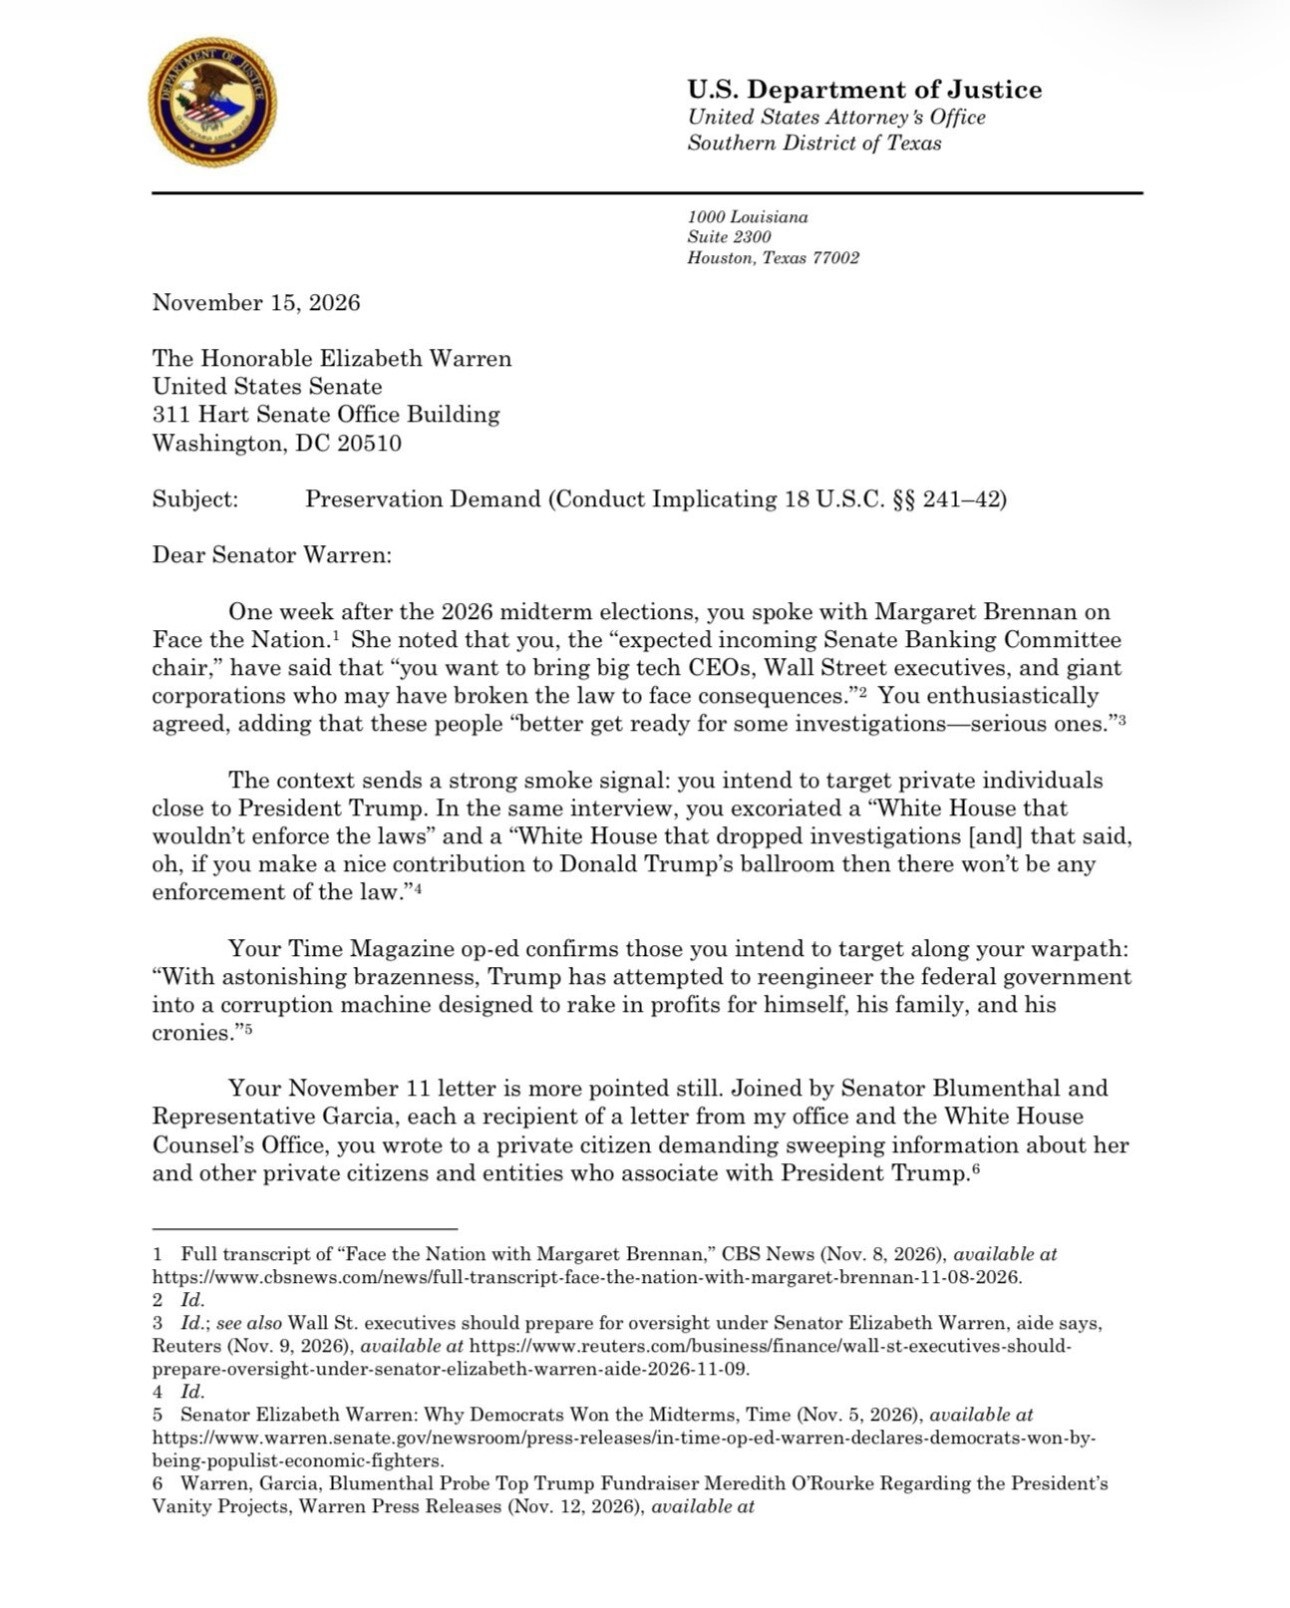 DEPARTMENT OF JUSTICE
U.S. Department of Justice
United States Attorney's Office
Southern District of Texas
1000 Louisiana
Suite 2300
Houston, Texas 77002
November 15, 2026
The Honorable Elizabeth Warren
United States Senate
311 Hart Senate Office Building
Washington, DC 20510
Subject: Preservation Demand (Conduct Implicating 18 U.S.C. §§ 241–42)
Dear Senator Warren:
One week after the 2026 midterm elections, you spoke with Margaret Brennan on
Face the Nation.¹ She noted that you, the “expected incoming Senate Banking Committee
chair,” have said that “you want to bring big tech CEOs, Wall Street executives, and giant
corporations who may have broken the law to face consequences.”² You enthusiastically
agreed, adding that these people “better get ready for some investigations—serious ones.”³
The context sends a strong smoke signal: you intend to target private individuals
close to President Trump. In the same interview, you excoriated a “White House that
wouldn’t enforce the laws” and a “White House that dropped investigations [and] that said,
oh, if you make a nice contribution to Donald Trump’s ballroom then there won’t be any
enforcement of the law.”⁴
Your Time Magazine op-ed confirms those you intend to target along your warpath:
“With astonishing brazenness, Trump has attempted to reengineer the federal government
into a corruption machine designed to rake in profits for himself, his family, and his
cronies.”⁵
Your November 11 letter is more pointed still. Joined by Senator Blumenthal and
Representative Garcia, each a recipient of a letter from my office and the White House
Counsel’s Office, you wrote to a private citizen demanding sweeping information about her
and other private citizens and entities who associate with President Trump.⁶
1 Full transcript of “Face the Nation with Margaret Brennan,” CBS News (Nov. 8, 2026), available at
https://www.cbsnews.com/news/full-transcript-face-the-nation-with-margaret-brennan-11-08-2026.
2 Id.
3 Id.; see also Wall St. executives should prepare for oversight under Senator Elizabeth Warren, aide says,
Reuters (Nov. 9, 2026), available at https://www.reuters.com/business/finance/wall-st-executives-should-
prepare-oversight-under-senator-elizabeth-warren-aide-2026-11-09.
4 Id.
5 Senator Elizabeth Warren: Why Democrats Won the Midterms, Time (Nov. 5, 2026), available at
https://www.warren.senate.gov/newsroom/press-releases/in-time-op-ed-warren-declares-democrats-won-by-
being-populist-economic-fighters.
6 Warren, Garcia, Blumenthal Probe Top Trump Fundraiser Meredith O’Rourke Regarding the President’s
Vanity Projects, Warren Press Releases (Nov. 12, 2026), available at